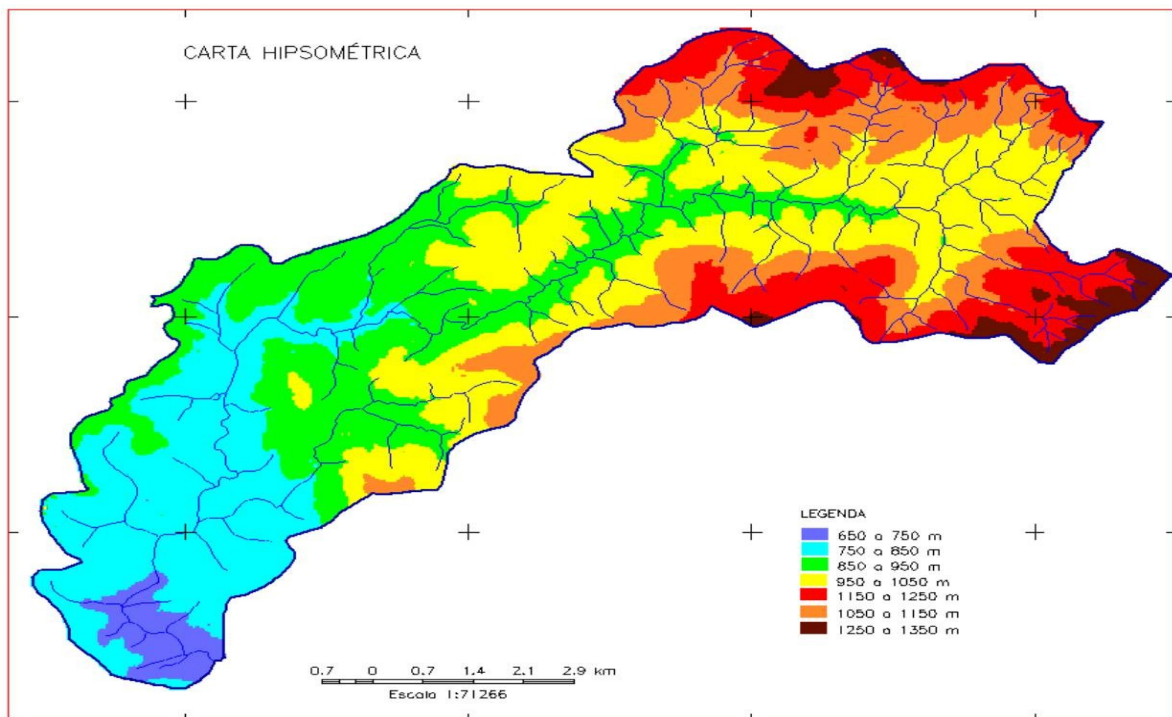 CARTA HIPSOMÉTRICA
LEGENDA
650 a 750 m
750 a 850 m
850 a 950 m
950 a 1050 m
1150 a 1250 m
1050 a 1150 m
1250 a 1350 m
0.7 0 0.7 1.4 2.1 2.9 km
Escala 1:71266